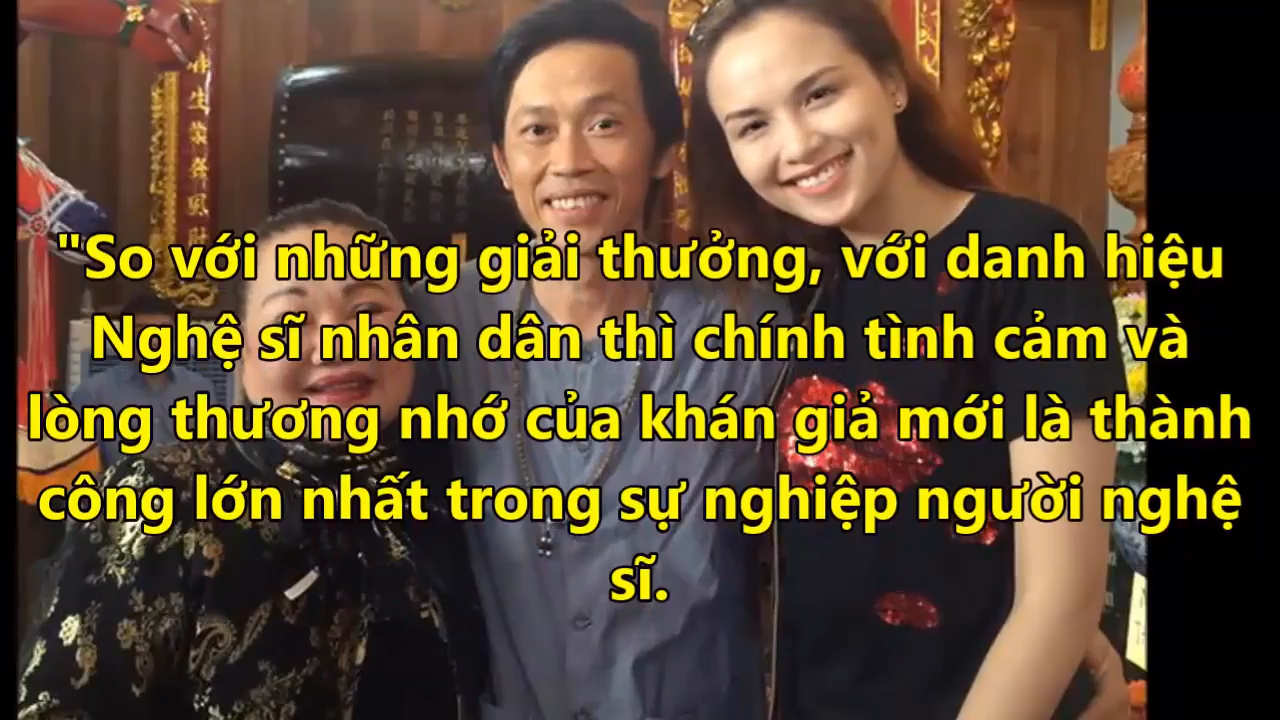 "So với những giải thưởng, với danh hiệu
Nghệ sĩ nhân dân thì chính tình cảm và
lòng thương nhớ của khán giả mới là thành
công lớn nhất trong sự nghiệp người nghệ
sĩ.